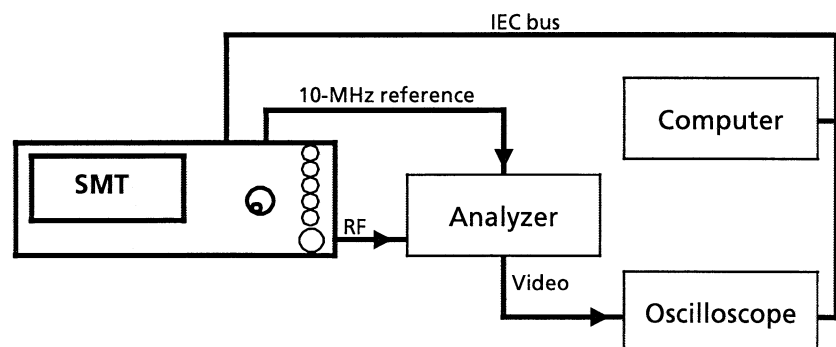 IEC bus
10-MHz reference
Computer
SMT
Analyzer
RF
Video
Oscilloscope